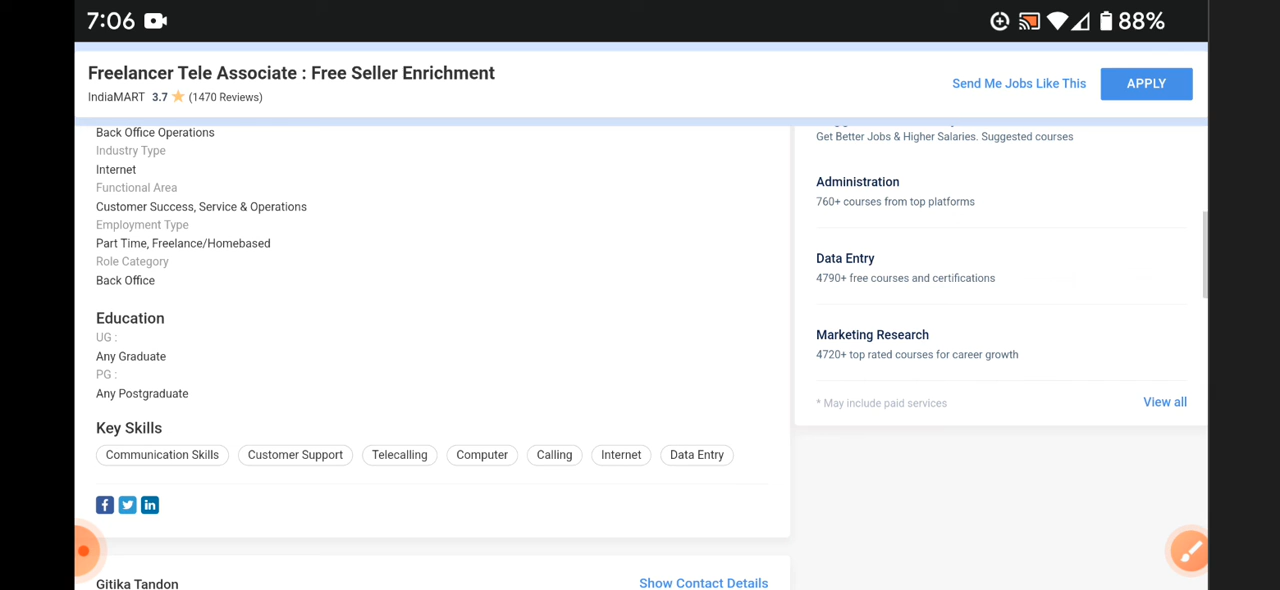 7:06
88%
Freelancer Tele Associate : Free Seller Enrichment
IndiaMART 3.7 (1470 Reviews)
Send Me Jobs Like This
APPLY
Back Office Operations
Industry Type
Internet
Functional Area
Customer Success, Service & Operations
Employment Type
Part Time, Freelance/Homebased
Role Category
Back Office
Education
UG :
Any Graduate
PG :
Any Postgraduate
Key Skills
Communication Skills
Customer Support
Telecalling
Computer
Calling
Internet
Data Entry
Gitika Tandon
Show Contact Details
Get Better Jobs & Higher Salaries. Suggested courses
Administration
760+ courses from top platforms
Data Entry
4790+ free courses and certifications
Marketing Research
4720+ top rated courses for career growth
* May include paid services
View all